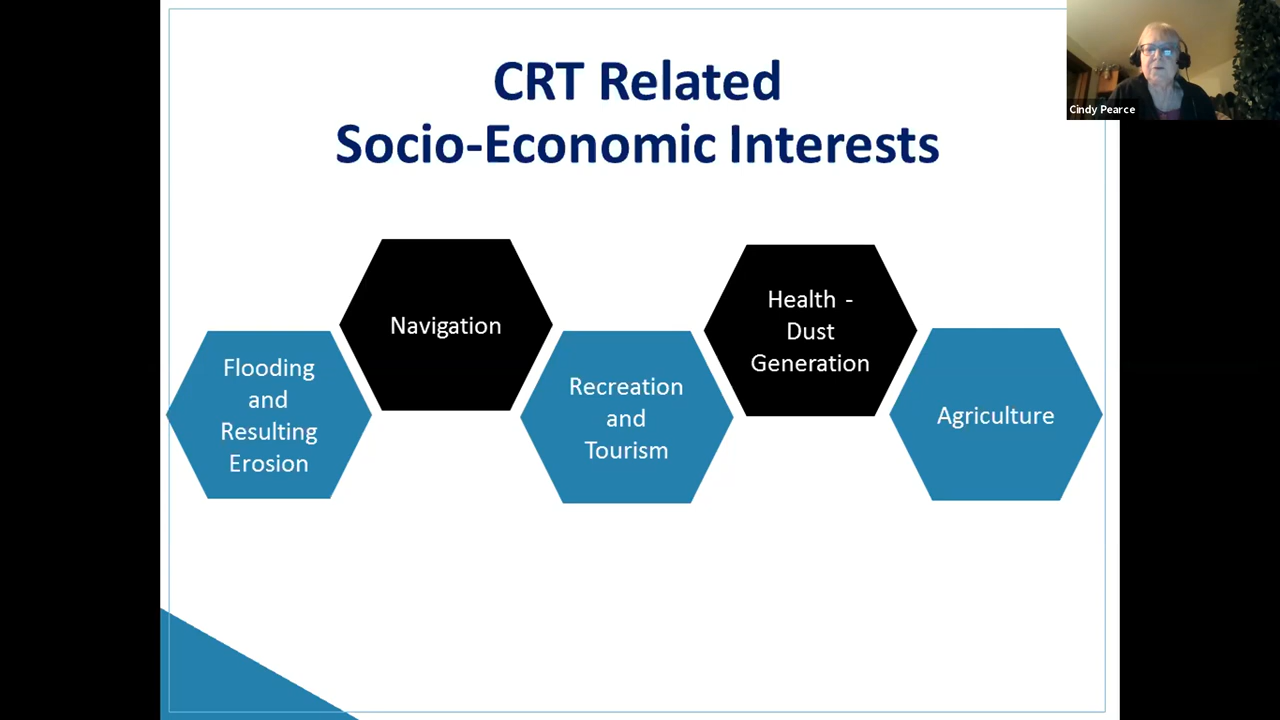 CRT Related
Socio-Economic Interests
Cindy Pearce
Flooding
and
Resulting
Erosion
Navigation
Recreation
and
Tourism
Health -
Dust
Generation
Agriculture